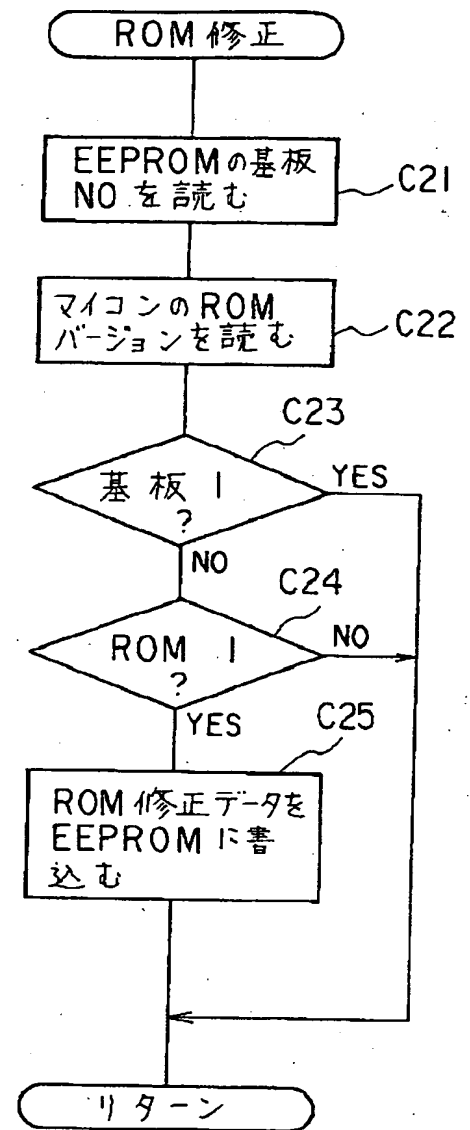 ROM修正
EEPROMの基板
NO を読む
C21
マイコンのROM
バージョンを読む
C22
C23
基板 1
?
YES
NO
C24
ROM 1
?
NO
YES
C25
ROM修正データを
EEPROMに書
込む
リターン